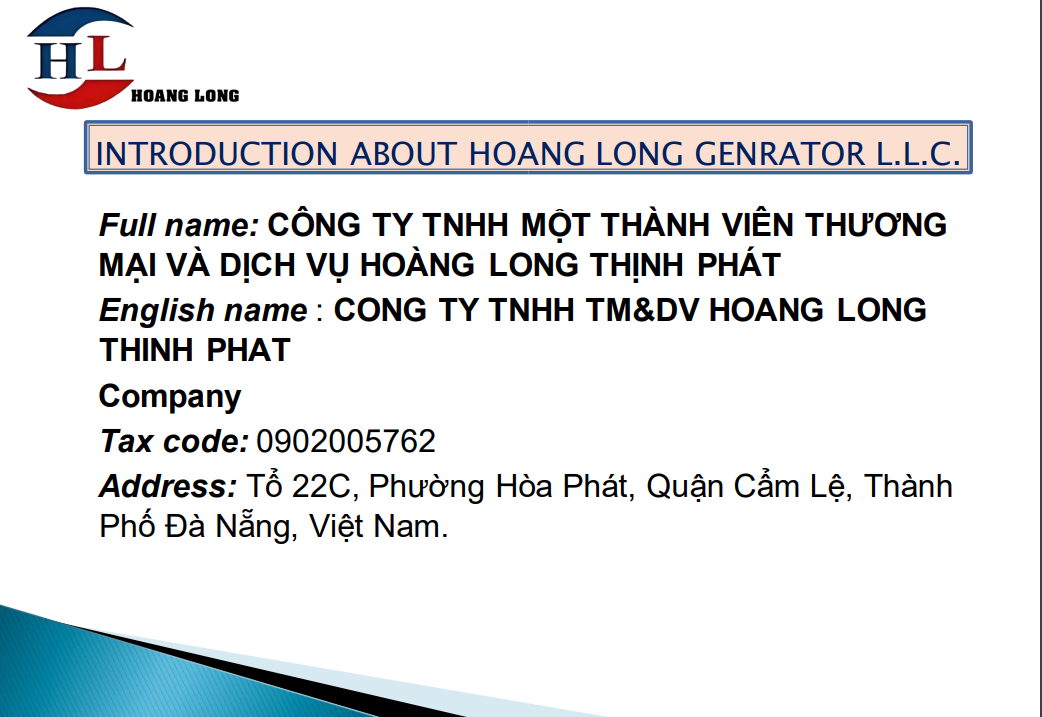 HL
HOANG LONG
INTRODUCTION ABOUT HOANG LONG GENRATOR L.L.C.
Full name: CÔNG TY TNHH MỘT THÀNH VIÊN THƯƠNG
MẠI VÀ DỊCH VỤ HOÀNG LONG THỊNH PHÁT
English name : CONG TY TNHH TM&DV HOANG LONG
THINH PHAT
Company
Tax code: 0902005762
Address: Tổ 22C, Phường Hòa Phát, Quận Cẩm Lệ, Thành
Phố Đà Nẵng, Việt Nam.